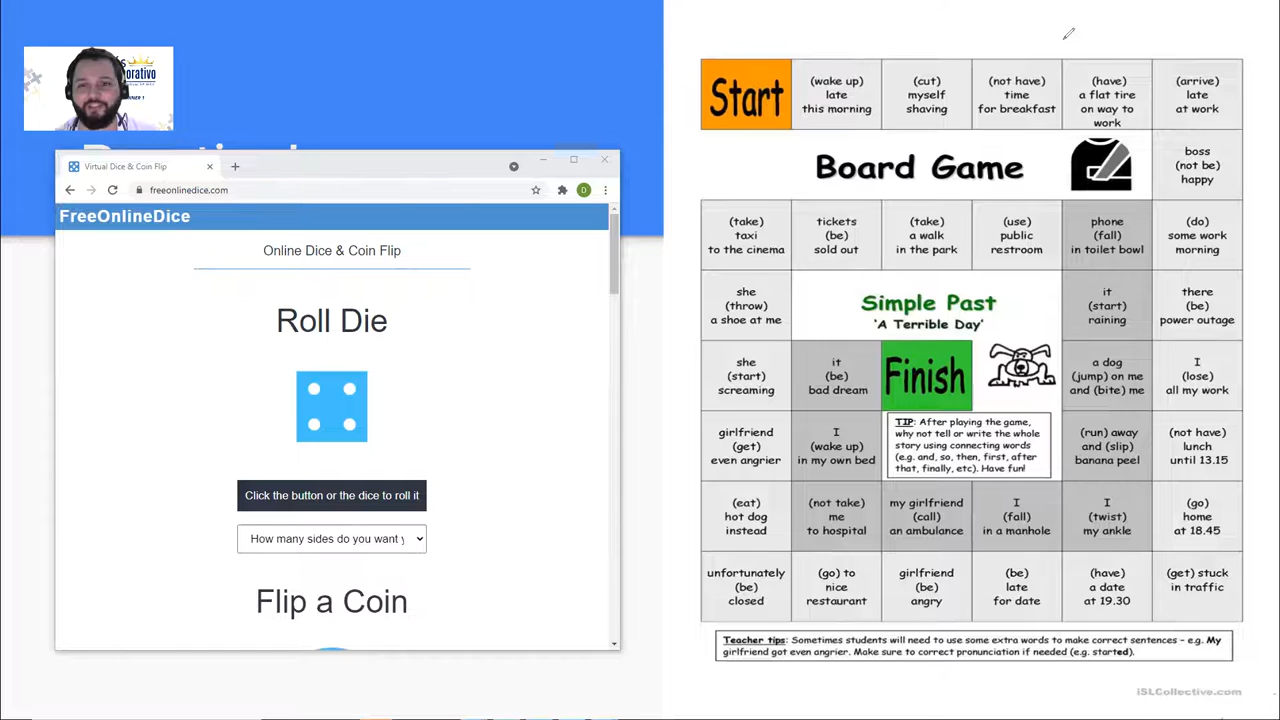 Virtual Dice & Coin Flip
freeonlinedice.com
FreeOnlineDice
Online Dice & Coin Flip
Roll Die
Click the button or the dice to roll it
How many sides do you want y
Flip a Coin
Start
(wake up)
late
this morning
(cut)
myself
shaving
(not have)
time
for breakfast
(have)
a flat tire
on way to
work
(arrive)
late
at work
Board Game
boss
(not be)
happy
(take)
taxi
to the cinema
tickets
(be)
sold out
(take)
a walk
in the park
(use)
public
restroom
phone
(fall)
in toilet bowl
(do)
some work
morning
she
(throw)
a shoe at me
Simple Past
'A Terrible Day'
it
(start)
raining
there
(be)
power outage
she
(start)
screaming
it
(be)
bad dream
Finish
a dog
(jump) on me
and (bite) me
I
(lose)
all my work
girlfriend
(get)
even angrier
I
(wake up)
in my own bed
TIP: After playing the game,
why not tell or write the whole
story using connecting words
(e.g. and, so, then, first, after
that, finally, etc). Have fun!
(run) away
and (slip)
banana peel
(not have)
lunch
until 13.15
(eat)
hot dog
instead
(not take)
me
to hospital
my girlfriend
(call)
an ambulance
I
(fall)
in a manhole
I
(twist)
my ankle
(go)
home
at 18.45
unfortunately
(be)
closed
(go) to
nice
restaurant
girlfriend
(be)
angry
(be)
late
for date
(have)
a date
at 19.30
(get) stuck
in traffic
Teacher tips: Sometimes students will need to use some extra words to make correct sentences – e.g. My
girlfriend got even angrier. Make sure to correct pronunciation if needed (e.g. started).
iSLCollective.com